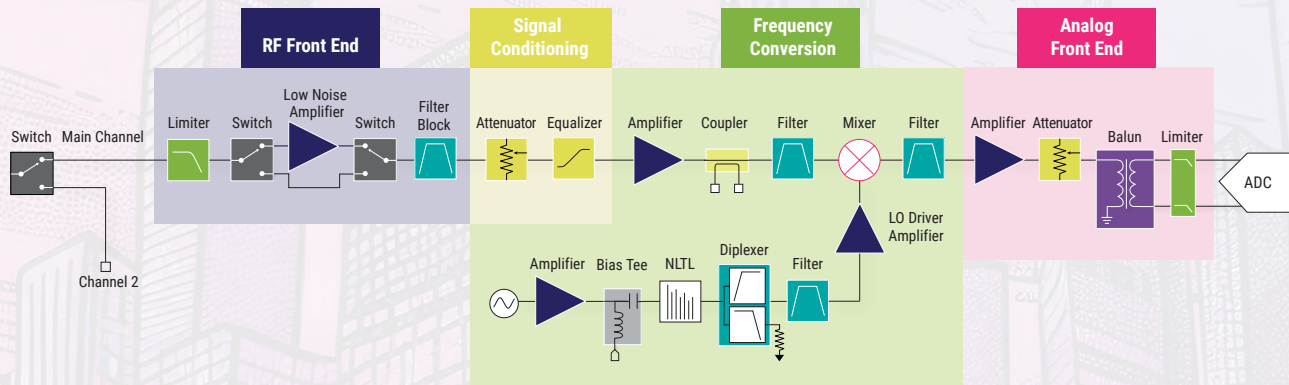 RF Front End
Signal
Conditioning
Frequency
Conversion
Analog
Front End
Switch
Main Channel
Limiter
Switch
Low Noise
Amplifier
Switch
Filter
Block
Attenuator
Equalizer
Amplifier
Coupler
Filter
Mixer
Filter
Amplifier
Attenuator
Balun
Limiter
ADC
Channel 2
LO Driver
Amplifier
Amplifier
Bias Tee
NLTL
Diplexer
Filter